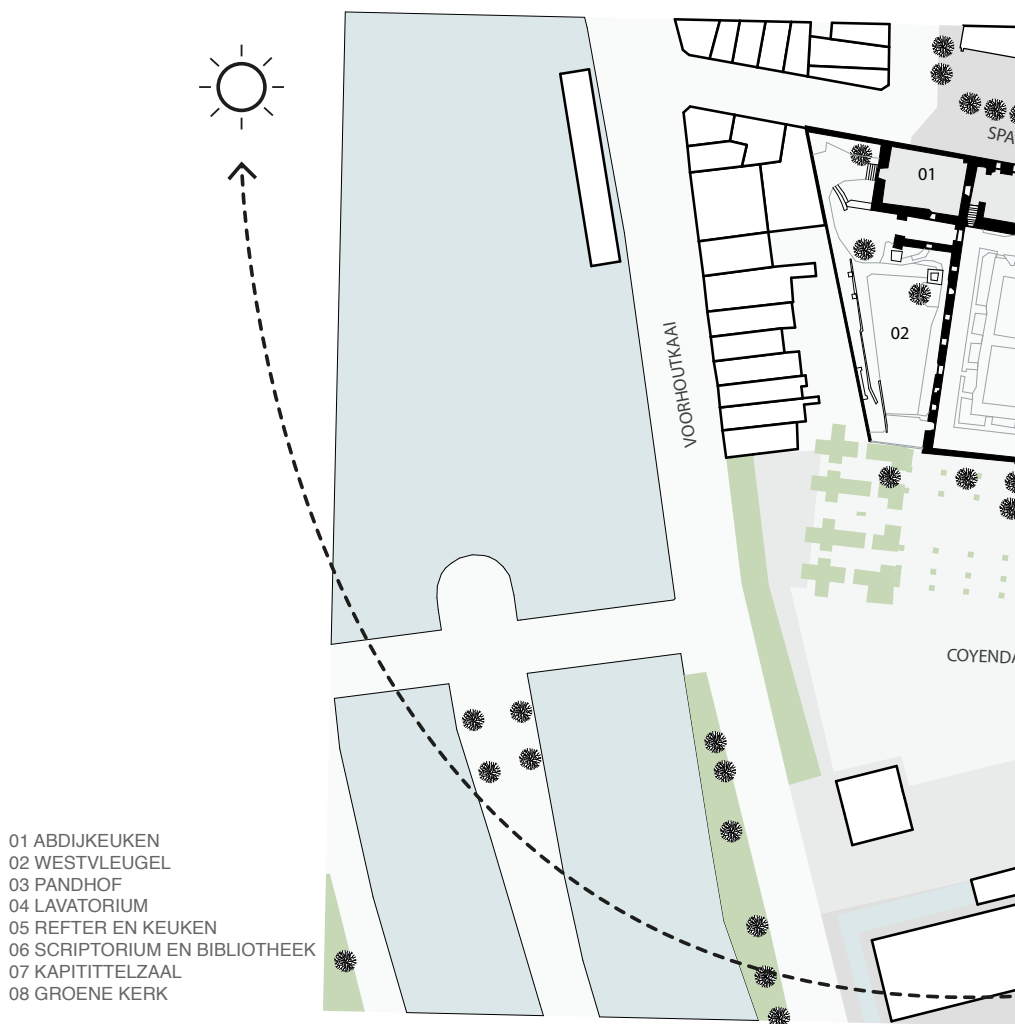 SPA
01
02
VOORHOUTKAAI
COYENDA
01 ABDIJKEUKEN
02 WESTVLEUGEL
03 PANDHOF
04 LAVATORIUM
05 REFTER EN KEUKEN
06 SCRIPTORIUM EN BIBLIOTHEEK
07 KAPITITTELZAAL
08 GROENE KERK